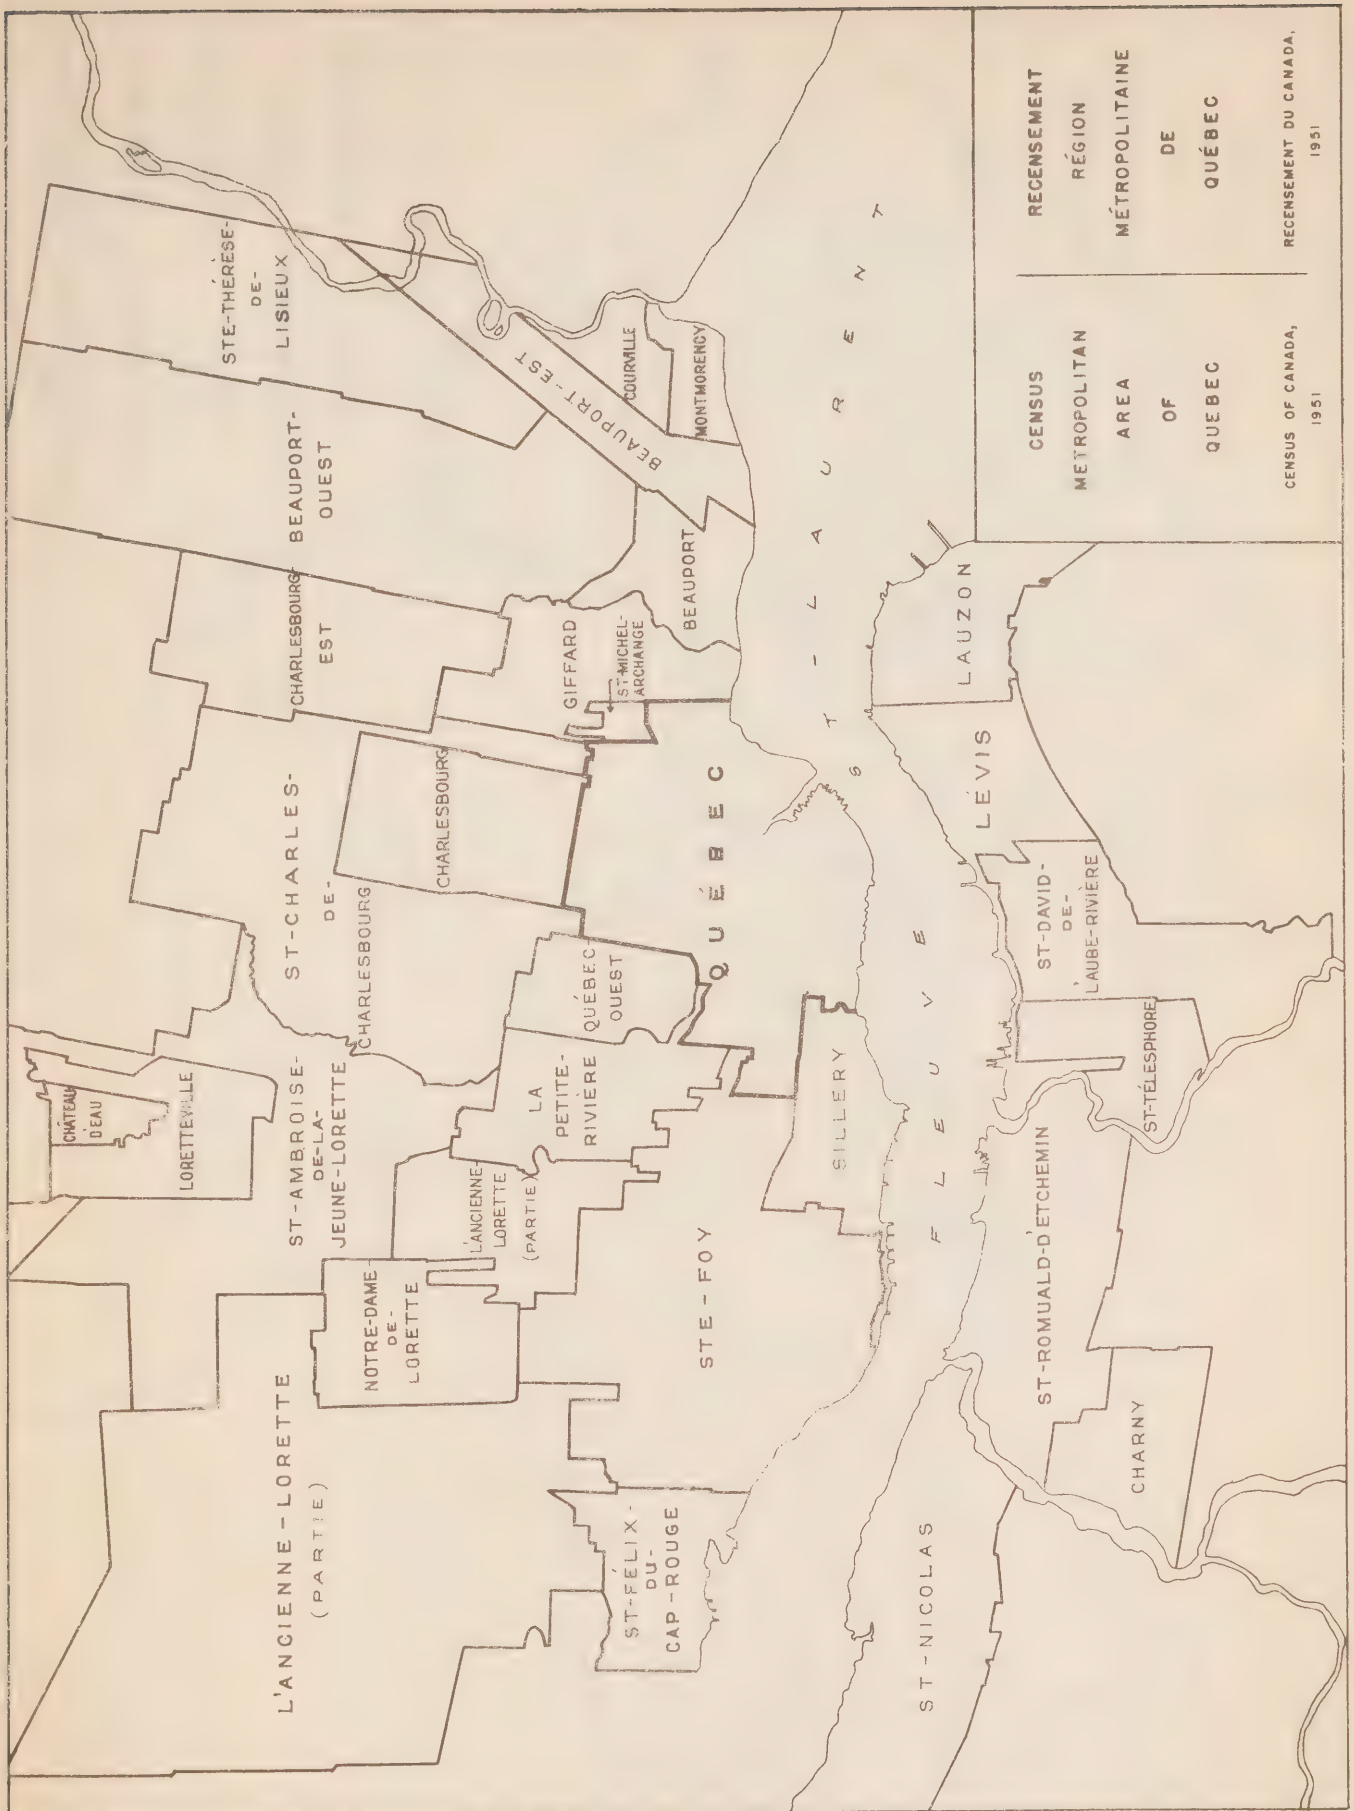 STE-THÉRÈSE-
DE-
LISIEUX
BEAUPORT-
OUEST
BEAUPORT-EST
COURVILLE
MONTMORENCY
BEAUPORT
CHARLESBOURG-
EST
GIFFARD
ST-MICHEL-
ARCHANGE
ST-CHARLES-
DE-
CHARLESBOURG
CHARLESBOURG
QUÉBEC
QUÉBEC-
OUEST
CHÂTEAU
D'EAU
LORETTEVILLE
ST-AMBROISE-
DE-LA-
JEUNE-LORETTE
LA
PETITE-
RIVIÈRE
L'ANCIENNE-
LORETTE
(PARTIE)
NOTRE-DAME-
DE-
LORETTE
L'ANCIENNE-LORETTE
(PARTIE)
STE-FOY
SILLERY
ST-FÉLIX-
DU-
CAP-ROUGE
FLEUVE ST-LAURENT
LAUZON
LÉVIS
ST-DAVID-
DE-
L'AUBE-RIVIÈRE
ST-TÉLESPHORE
ST-ROMUALD-D'ETCHEMIN
CHARNY
ST-NICOLAS
CENSUS
METROPOLITAN
AREA
OF
QUEBEC
CENSUS OF CANADA,
1951
RECENSEMENT
RÉGION
MÉTROPOLITAINE
DE
QUÉBEC
RECENSEMENT DU CANADA,
1951